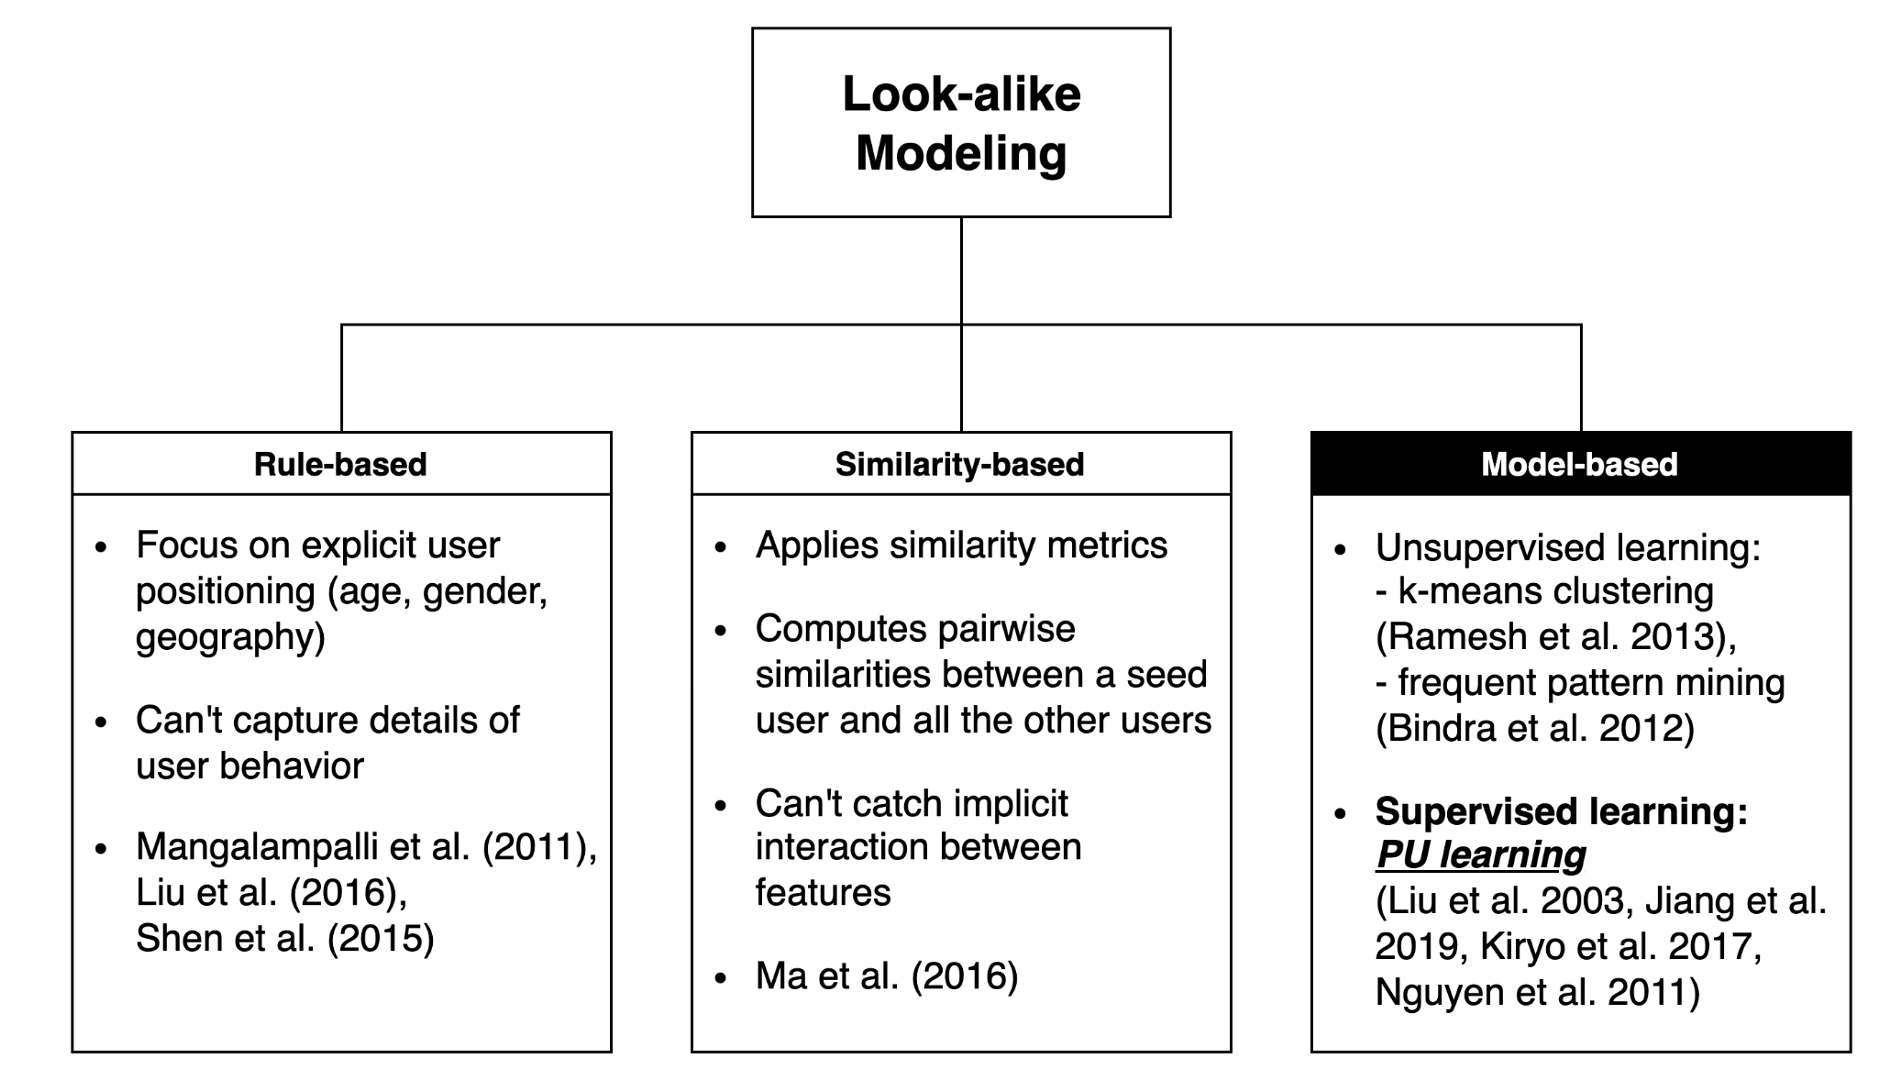 Look-alike
Modeling
Rule-based
• Focus on explicit user
positioning (age, gender,
geography)
• Can't capture details of
user behavior
• Mangalampalli et al. (2011),
Liu et al. (2016),
Shen et al. (2015)
Similarity-based
• Applies similarity metrics
• Computes pairwise
similarities between a seed
user and all the other users
• Can't catch implicit
interaction between
features
• Ma et al. (2016)
Model-based
• Unsupervised learning:
- k-means clustering
(Ramesh et al. 2013),
- frequent pattern mining
(Bindra et al. 2012)
• Supervised learning:
PU learning
(Liu et al. 2003, Jiang et al.
2019, Kiryo et al. 2017,
Nguyen et al. 2011)